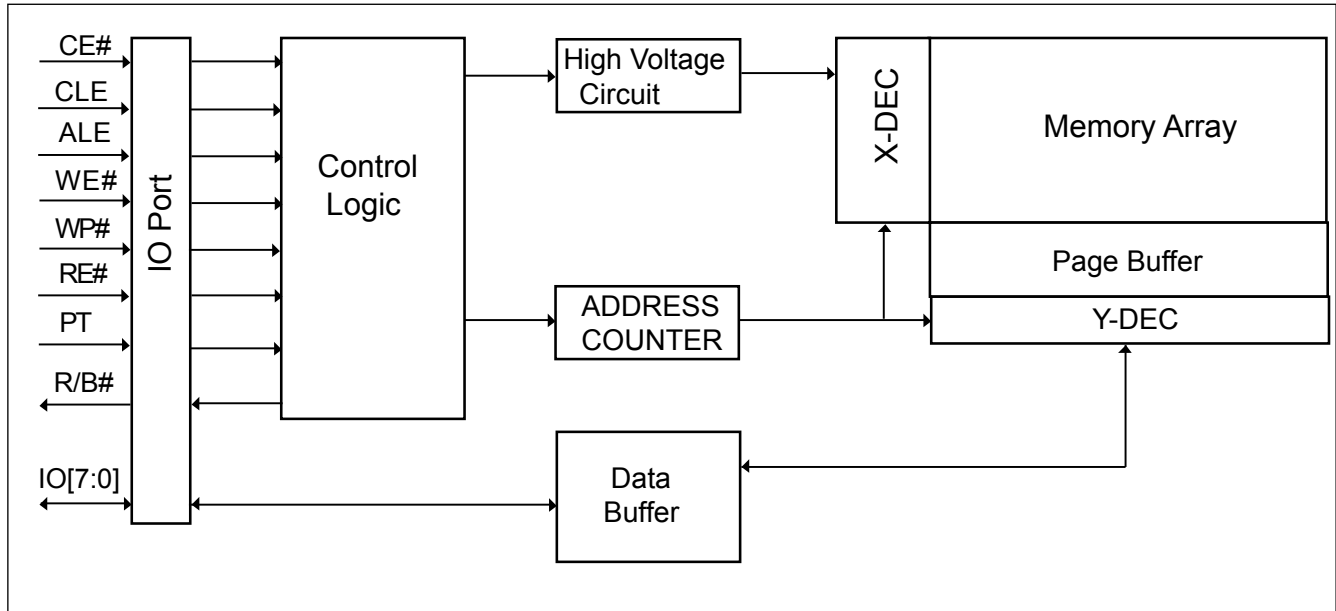 CE#
CLE
ALE
WE#
WP#
RE#
PT
R/B#
IO[7:0]
IO Port
Control
Logic
High Voltage
Circuit
ADDRESS
COUNTER
Data
Buffer
X-DEC
Memory Array
Page Buffer
Y-DEC